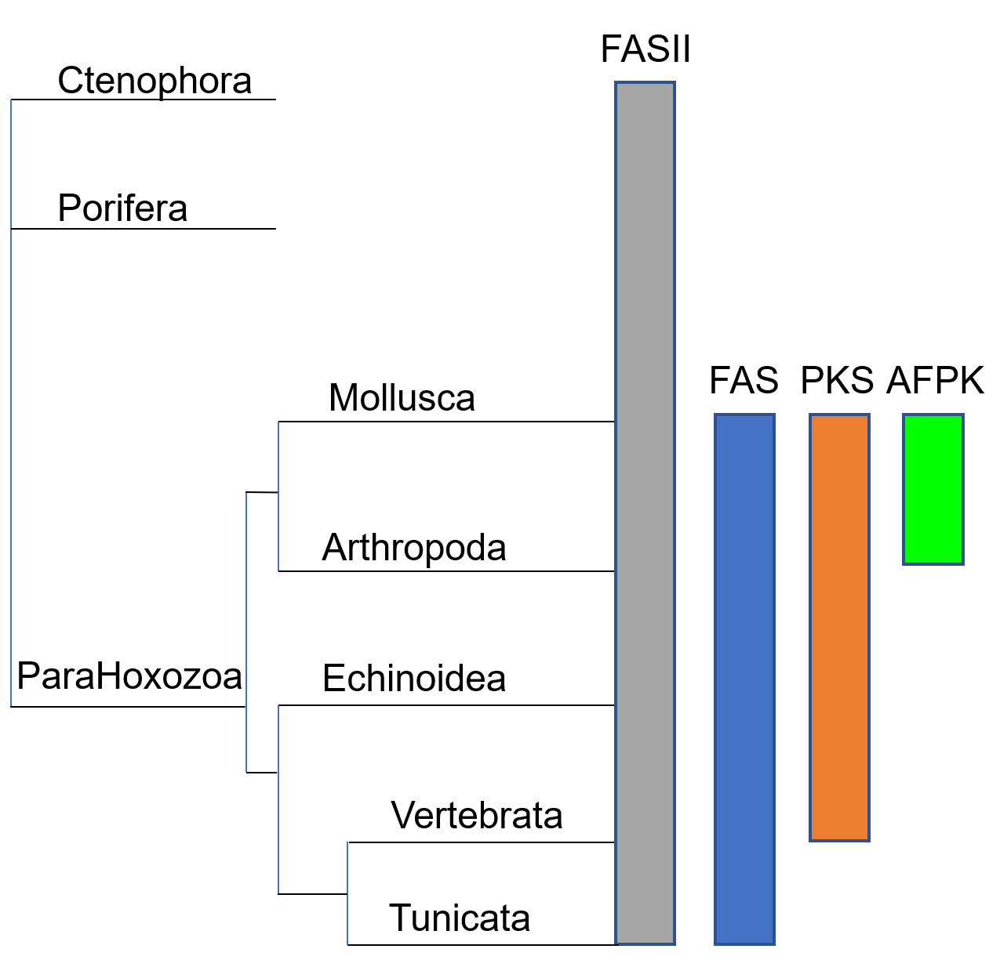 FASII
Ctenophora
Porifera
FAS PKS AFPK
Mollusca
Arthropoda
ParaHoxozoa
Echinoidea
Vertebrata
Tunicata